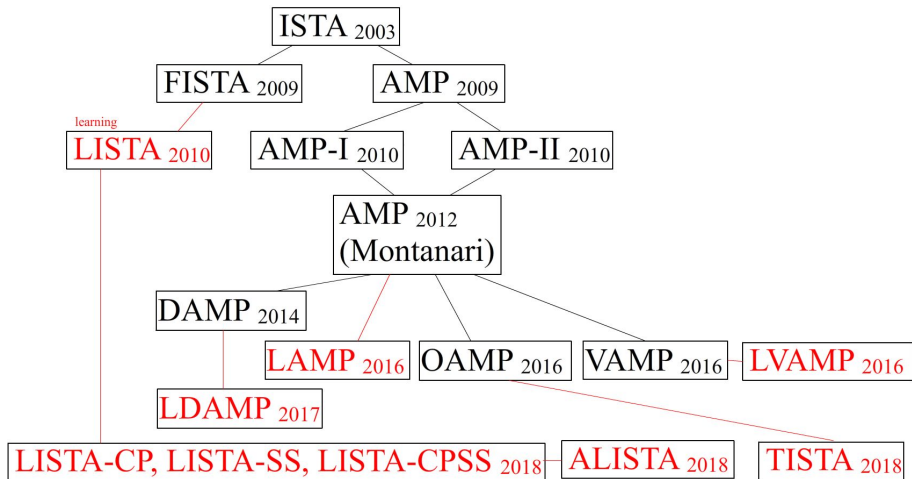 ISTA 2003
FISTA 2009
AMP 2009
learning
LISTA 2010
AMP-I 2010
AMP-II 2010
AMP 2012
(Montanari)
DAMP 2014
LAMP 2016
OAMP 2016
VAMP 2016
LVAMP 2016
LDAMP 2017
LISTA-CP, LISTA-SS, LISTA-CPSS 2018
ALISTA 2018
TISTA 2018